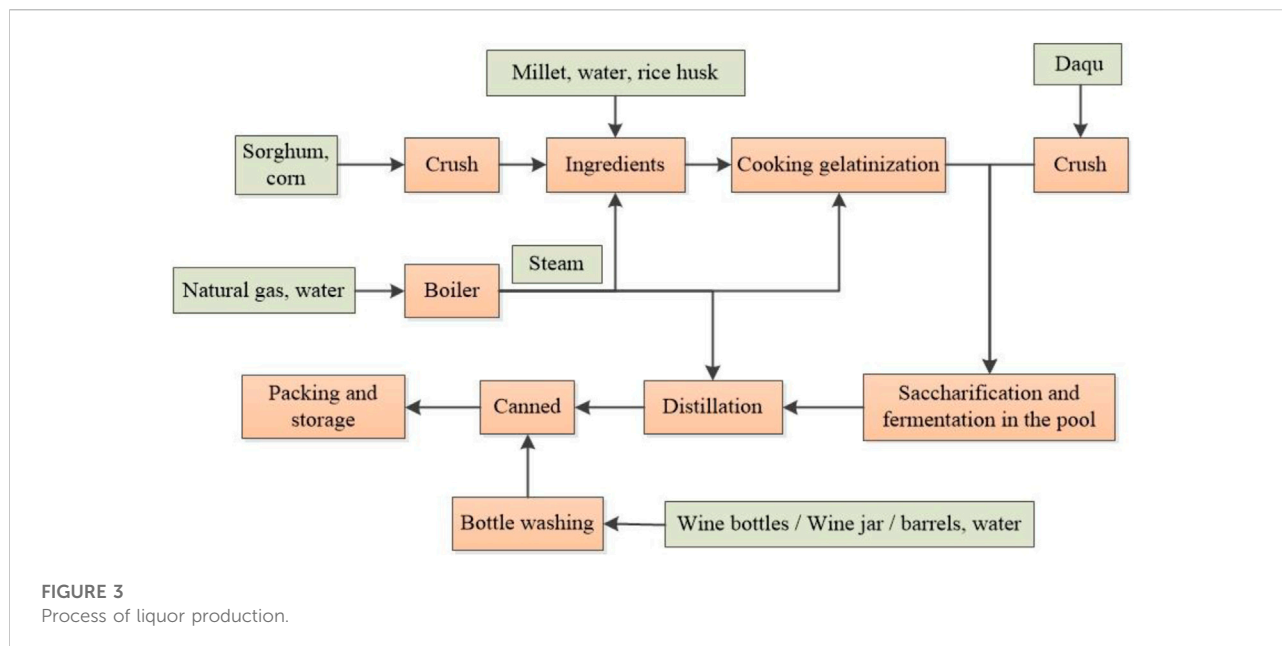 Millet, water, rice husk
Daqu
Sorghum,
corn
Crush
Ingredients
Cooking gelatinization
Crush
Steam
Natural gas, water
Boiler
Packing and
storage
Canned
Distillation
Saccharification and
fermentation in the pool
Bottle washing
Wine bottles / Wine jar / barrels, water
FIGURE 3
Process of liquor production.